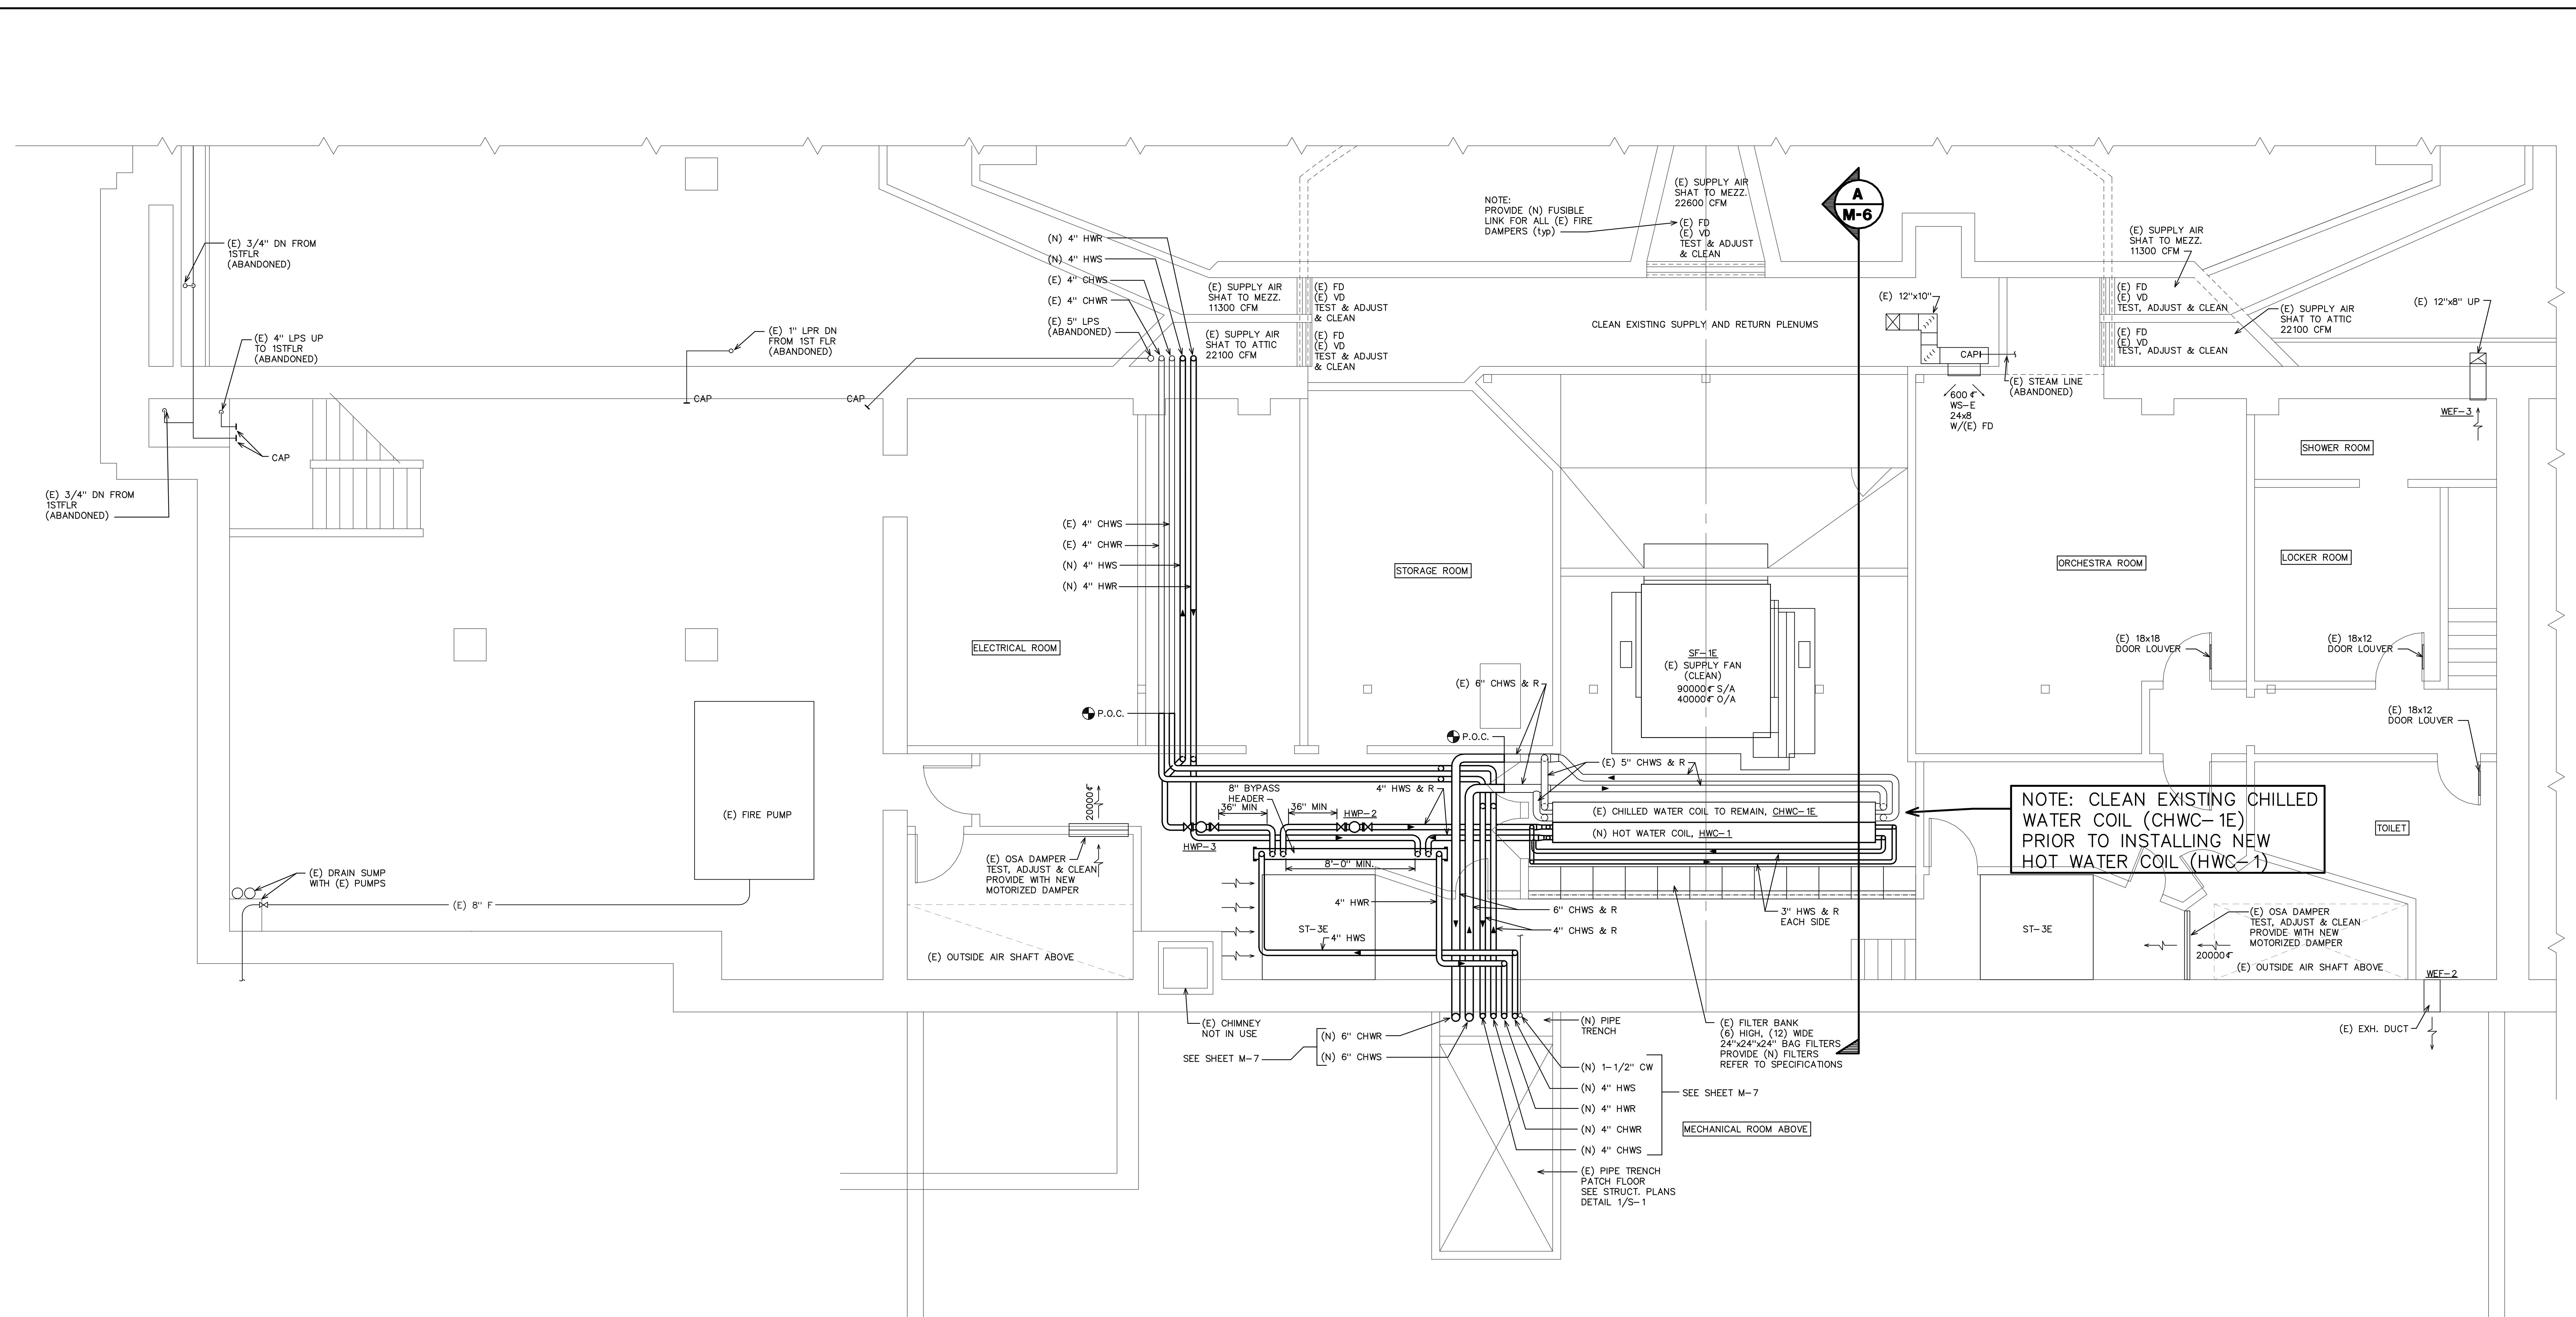 (E) 3/4" DN FROM
1STFLR
(ABANDONED)
(E) 4" LPS UP
TO 1STFLR
(ABANDONED)
CAP
(E) 3/4" DN FROM
1STFLR
(ABANDONED)
(E) 1" LPR DN
FROM 1ST FLR
(ABANDONED)
CAP
CAP
(N) 4" HWR
(N) 4" HWS
(E) 4" CHWS
(E) 4" CHWR
(E) 5" LPS
(ABANDONED)
(E) SUPPLY AIR
SHAT TO MEZZ.
11300 CFM
(E) SUPPLY AIR
SHAT TO ATTIC
22100 CFM
(E) FD
(E) VD
TEST & ADJUST
& CLEAN
(E) FD
(E) VD
TEST & ADJUST
& CLEAN
NOTE:
PROVIDE (N) FUSIBLE
LINK FOR ALL (E) FIRE
DAMPERS (typ)
(E) SUPPLY AIR
SHAT TO MEZZ.
22600 CFM
(E) FD
(E) VD
TEST & ADJUST
& CLEAN
A
M-6
CLEAN EXISTING SUPPLY AND RETURN PLENUMS
(E) 12"x10"
CAP
(E) STEAM LINE
(ABANDONED)
600
WS-E
24x8
W/(E) FD
(E) SUPPLY AIR
SHAT TO MEZZ.
11300 CFM
(E) FD
(E) VD
TEST, ADJUST & CLEAN
(E) FD
(E) VD
TEST, ADJUST & CLEAN
(E) SUPPLY AIR
SHAT TO ATTIC
22100 CFM
(E) 12"x8" UP
WEF-3
SHOWER ROOM
LOCKER ROOM
ORCHESTRA ROOM
STORAGE ROOM
ELECTRICAL ROOM
(E) 4" CHWS
(E) 4" CHWR
(N) 4" HWS
(N) 4" HWR
SF-1E
(E) SUPPLY FAN
(CLEAN)
90000 S/A
40000 O/A
(E) 18x18
DOOR LOUVER
(E) 18x12
DOOR LOUVER
(E) 18x12
DOOR LOUVER
(E) 6" CHWS & R
P.O.C.
P.O.C.
(E) 5" CHWS & R
4" HWS & R
8" BYPASS
HEADER
36" MIN
36" MIN
HWP-2
HWP-3
8'-0" MIN.
(E) CHILLED WATER COIL TO REMAIN, CHWC-1E
(N) HOT WATER COIL, HWC-1
NOTE: CLEAN EXISTING CHILLED
WATER COIL (CHWC-1E)
PRIOR TO INSTALLING NEW
HOT WATER COIL (HWC-1)
TOILET
(E) FIRE PUMP
20000
(E) OSA DAMPER
TEST, ADJUST & CLEAN
PROVIDE WITH NEW
MOTORIZED DAMPER
(E) DRAIN SUMP
WITH (E) PUMPS
(E) 8" F
(E) OUTSIDE AIR SHAFT ABOVE
ST-3E
4" HWR
4" HWS
6" CHWS & R
4" CHWS & R
3" HWS & R
EACH SIDE
ST-3E
(E) OSA DAMPER
TEST, ADJUST & CLEAN
PROVIDE WITH NEW
MOTORIZED DAMPER
20000
(E) OUTSIDE AIR SHAFT ABOVE
WEF-2
(E) EXH. DUCT
(E) CHIMNEY
NOT IN USE
(N) 6" CHWR
(N) 6" CHWS
SEE SHEET M-7
(N) PIPE
TRENCH
(E) FILTER BANK
(6) HIGH, (12) WIDE
24"x24"x24" BAG FILTERS
PROVIDE (N) FILTERS
REFER TO SPECIFICATIONS
(N) 1-1/2" CW
(N) 4" HWS
(N) 4" HWR
(N) 4" CHWR
(N) 4" CHWS
SEE SHEET M-7
MECHANICAL ROOM ABOVE
(E) PIPE TRENCH
PATCH FLOOR
SEE STRUCT. PLANS
DETAIL 1/S-1